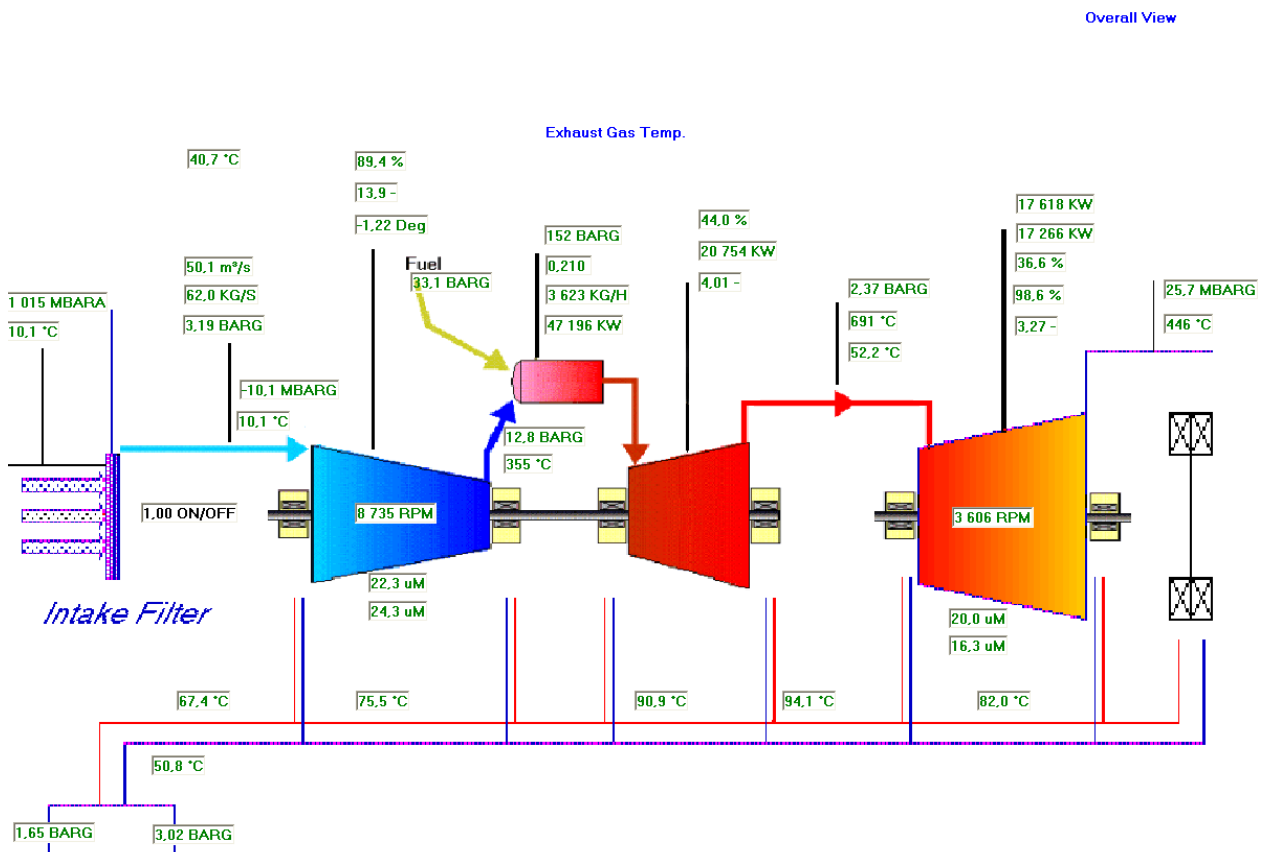 Overall View
Exhaust Gas Temp.
40,7 °C
89,4 %
13,9 -
-1,22 Deg
50,1 m³/s
62,0 KG/S
3,19 BARG
1 015 MBARA
10,1 °C
-10,1 MBARG
10,1 °C
Fuel
33,1 BARG
152 BARG
0,210
3 623 KG/H
47 196 KW
12,8 BARG
355 °C
44,0 %
20 754 KW
4,01 -
2,37 BARG
691 °C
52,2 °C
17 618 KW
17 266 KW
36,6 %
98,6 %
3,27 -
25,7 MBARG
446 °C
1,00 ON/OFF
8 735 RPM
3 606 RPM
Intake Filter
22,3 uM
24,3 uM
20,0 uM
16,3 uM
67,4 °C
75,5 °C
90,9 °C
94,1 °C
82,0 °C
50,8 °C
1,65 BARG
3,02 BARG